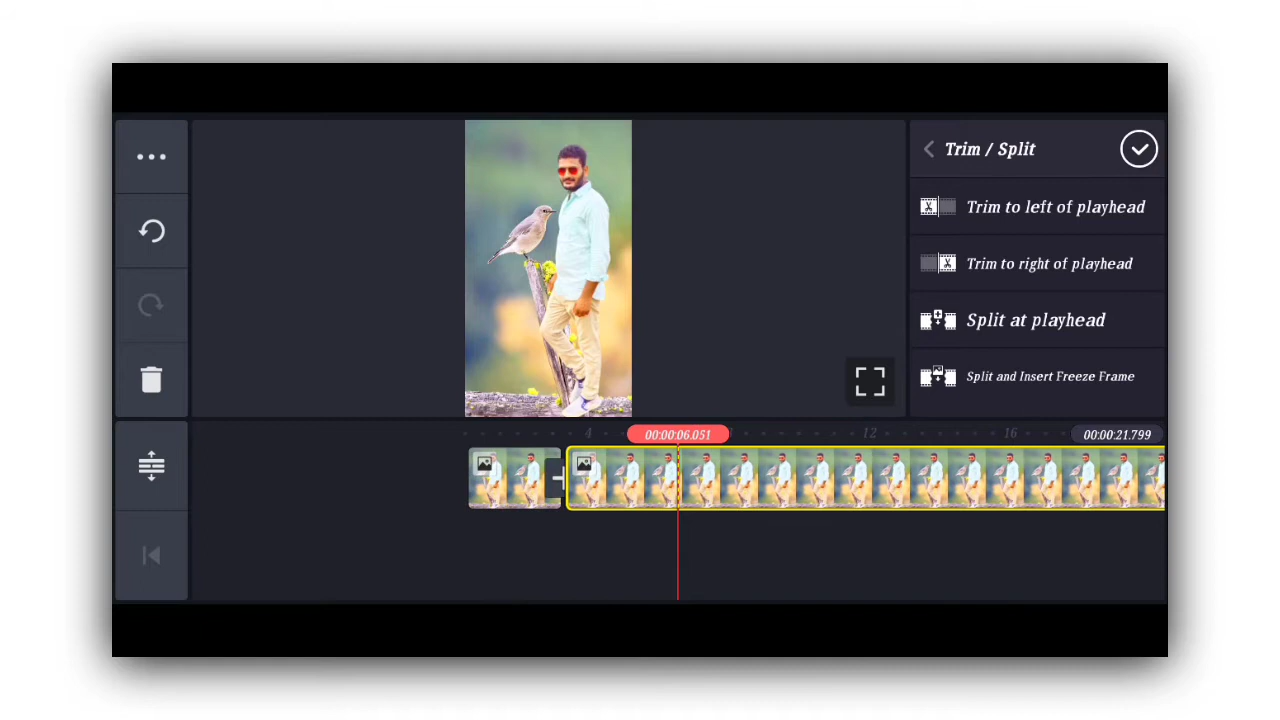 Trim / Split
Trim to left of playhead
Trim to right of playhead
Split at playhead
Split and Insert Freeze Frame
4
00:00:06.051
12
16
00:00:21.799